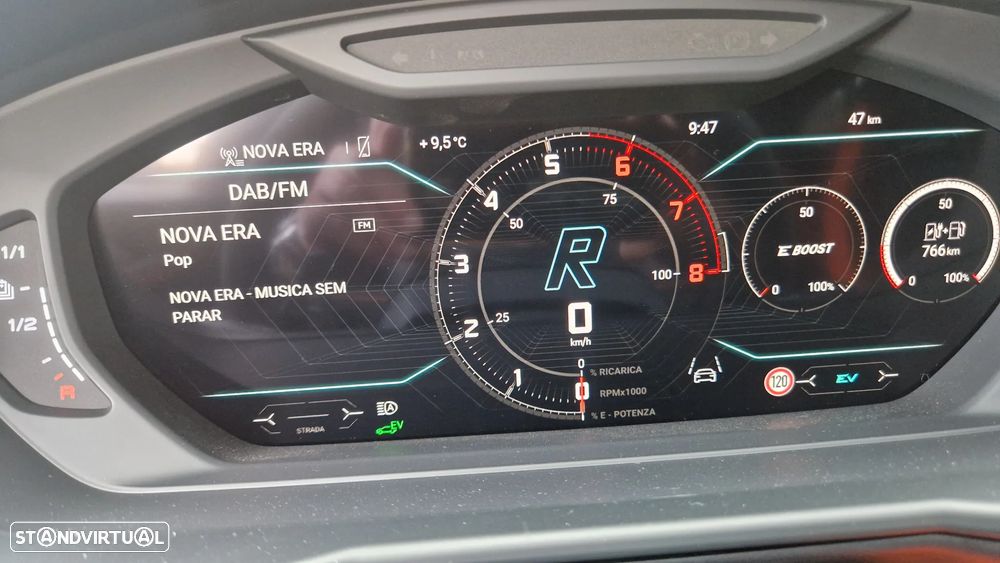 1/1
1/2
R
NOVA ERA
DAB/FM
NOVA ERA
FM
Pop
NOVA ERA - MUSICA SEM
PARAR
STRADA
A
EV
+ 9,5 °C
9:47
47 km
0 1 2 3 4 5 6 7 8
0 25 50 75 100
R
0
km/h
% RICARICA
RPMx1000
% E - POTENZA
50
E BOOST
0 100%
50
766km
0 100%
120
EV
STANDVIRTUAL